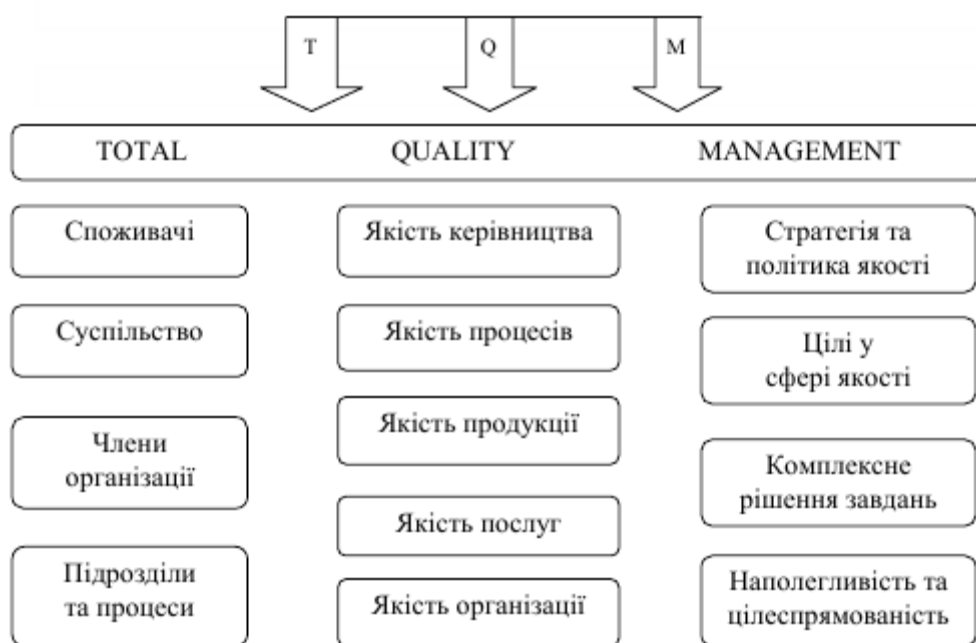 T Q M
TOTAL QUALITY MANAGEMENT
Споживачі
Суспільство
Члени
організації
Підрозділи
та процеси
Якість керівництва
Якість процесів
Якість продукції
Якість послуг
Якість організації
Стратегія та
політика якості
Цілі у
сфері якості
Комплексне
рішення завдань
Наполегливість та
цілеспрямованість